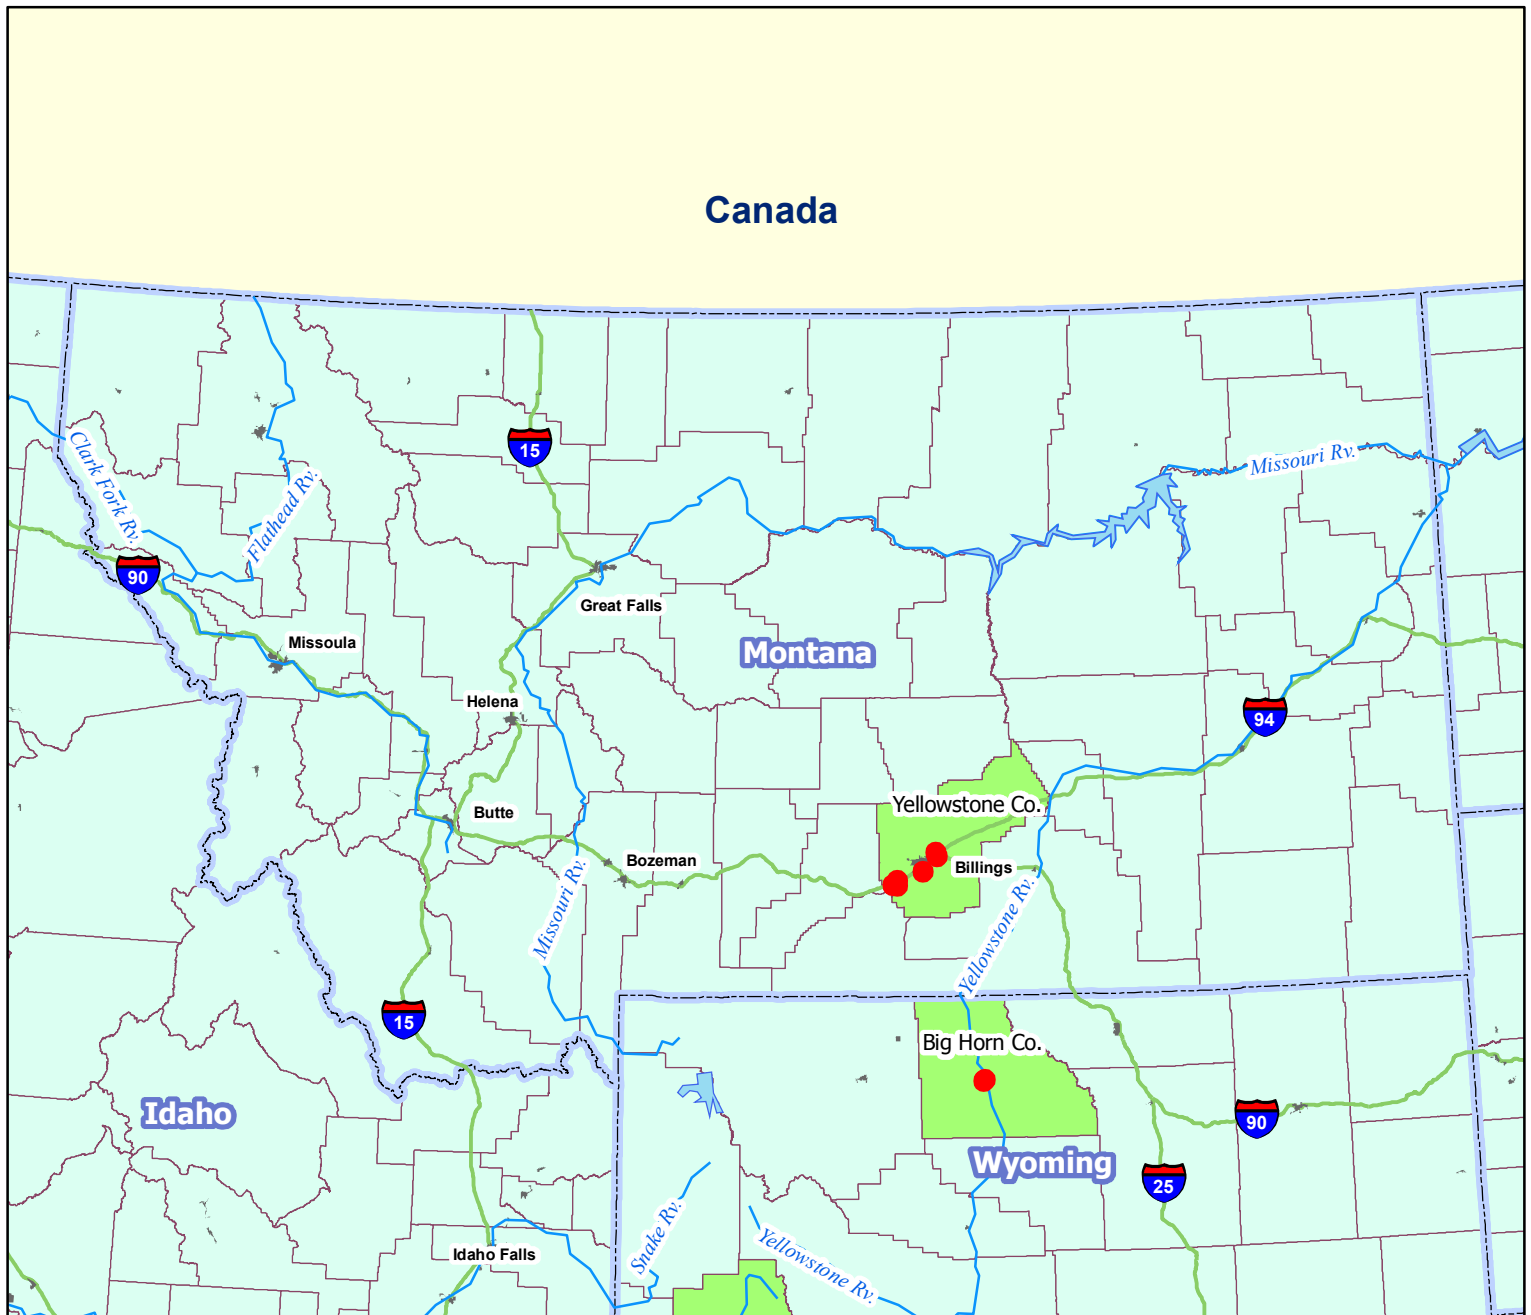 Canada
15
Missouri Rv.
Clark Fork Rv.
Flathead Rv.
90
Great Falls
Missoula
Montana
Helena
94
Yellowstone Co.
Butte
Bozeman
Billings
Missouri Rv.
Yellowstone Rv.
15
Big Horn Co.
Idaho
90
Wyoming
25
Snake Rv.
Idaho Falls
Yellowstone Rv.